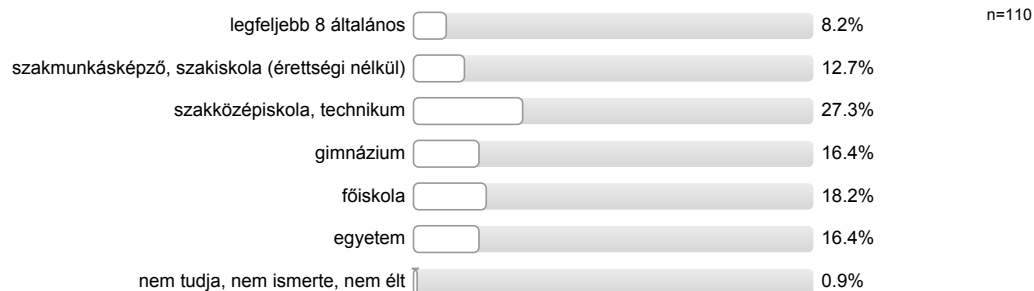 legfeljebb 8 általános 8.2% n=110
szakmunkásképző, szakiskola (érettségi nélkül) 12.7%
szakközépiskola, technikum 27.3%
gimnázium 16.4%
főiskola 18.2%
egyetem 16.4%
nem tudja, nem ismerte, nem élt 0.9%